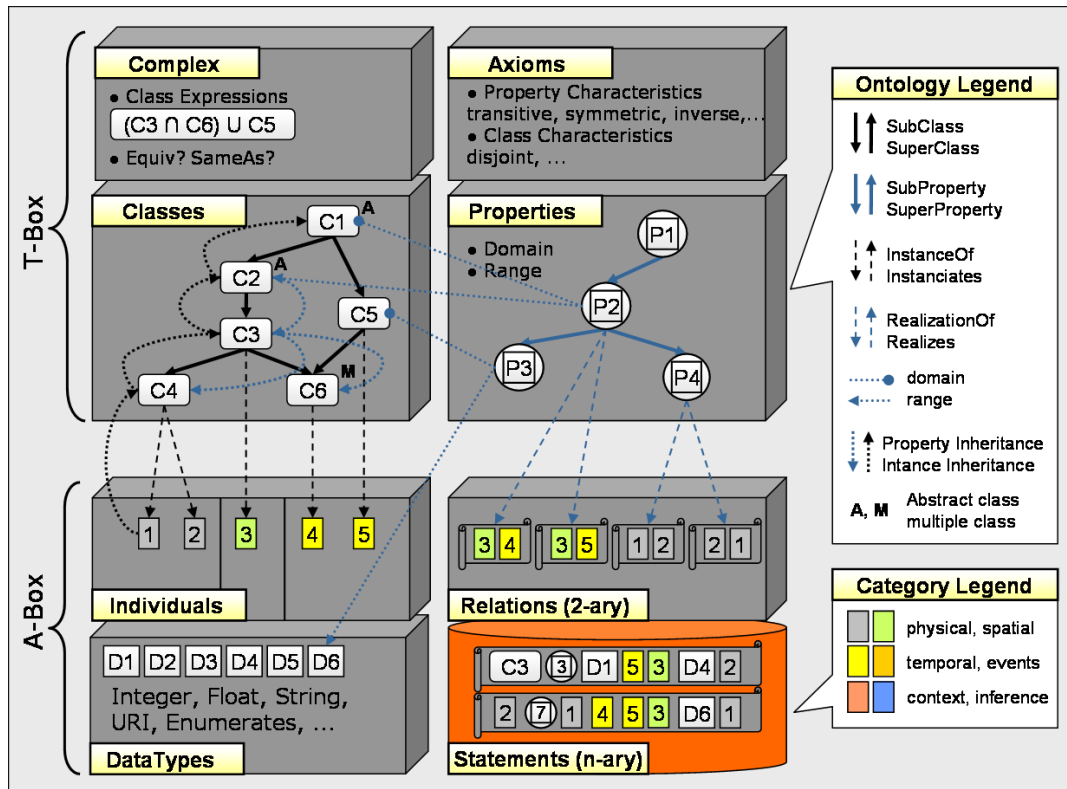 T-Box
Complex
● Class Expressions
(C3 ∩ C6) U C5
● Equiv? SameAs?
Axioms
● Property Characteristics
transitive, symmetric, inverse,...
● Class Characteristics
disjoint, ...
Classes
C1 A
C2 A
C3
C5
C4
C6 M
Properties
● Domain
● Range
P1
P2
P3
P4
A-Box
1 2 3 4 5
Individuals
3 4 3 5 1 2 2 1
Relations (2-ary)
D1 D2 D3 D4 D5 D6
Integer, Float, String,
URI, Enumerates, ...
DataTypes
C3 3 D1 5 3 D4 2
2 7 1 4 5 3 D6 1
Statements (n-ary)
Ontology Legend
SubClass
SuperClass
SubProperty
SuperProperty
InstanceOf
Instanciates
RealizationOf
Realizes
domain
range
Property Inheritance
Intance Inheritance
A, M Abstract class
multiple class
Category Legend
physical, spatial
temporal, events
context, inference